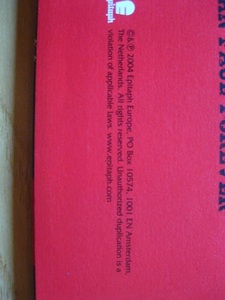 ©&℗ 2004 Epitaph Europe, PO Box 10574, 1001 EN Amsterdam,
The Netherlands. All rights reserved. Unauthorized duplication is a
violation of applicable laws. www.epitaph.com
Epitaph
FOREVER